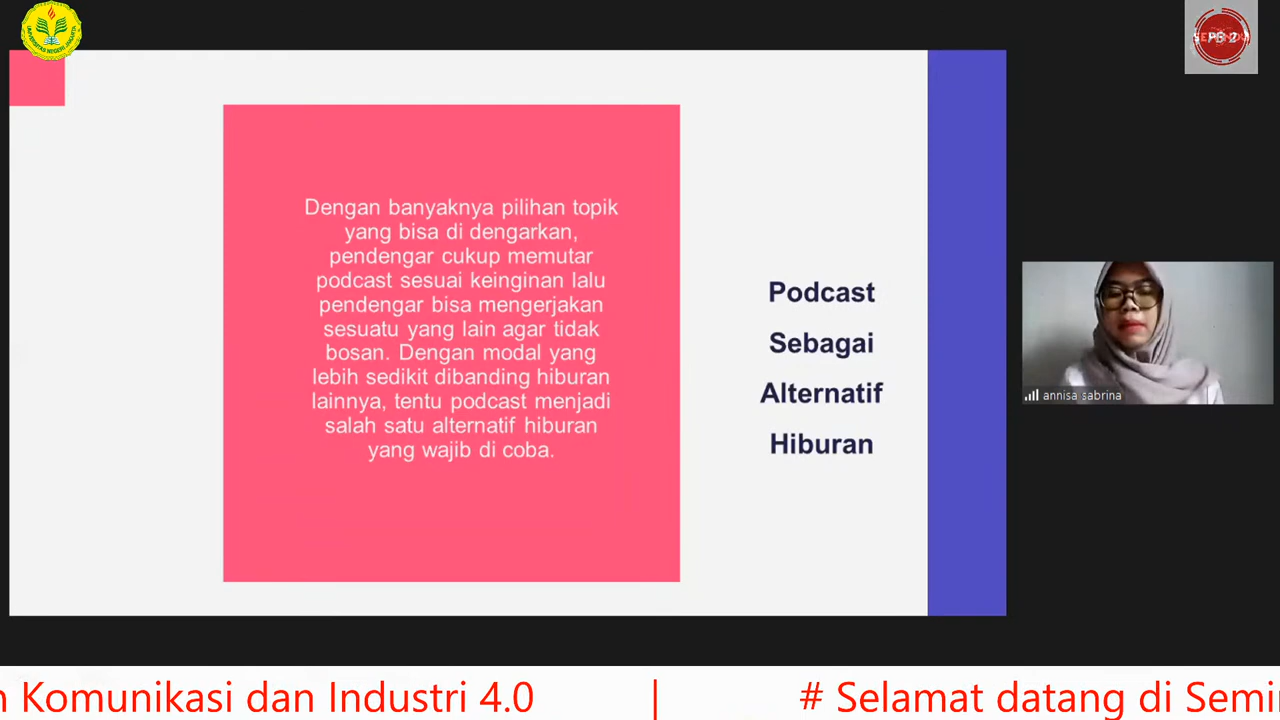 UNIVERSITAS NEGERI JAKARTA
Dengan banyaknya pilihan topik
yang bisa di dengarkan,
pendengar cukup memutar
podcast sesuai keinginan lalu
pendengar bisa mengerjakan
sesuatu yang lain agar tidak
bosan. Dengan modal yang
lebih sedikit dibanding hiburan
lainnya, tentu podcast menjadi
salah satu alternatif hiburan
yang wajib di coba.
Podcast
Sebagai
Alternatif
Hiburan
annisa sabrina
Komunikasi dan Industri 4.0 | # Selamat datang di